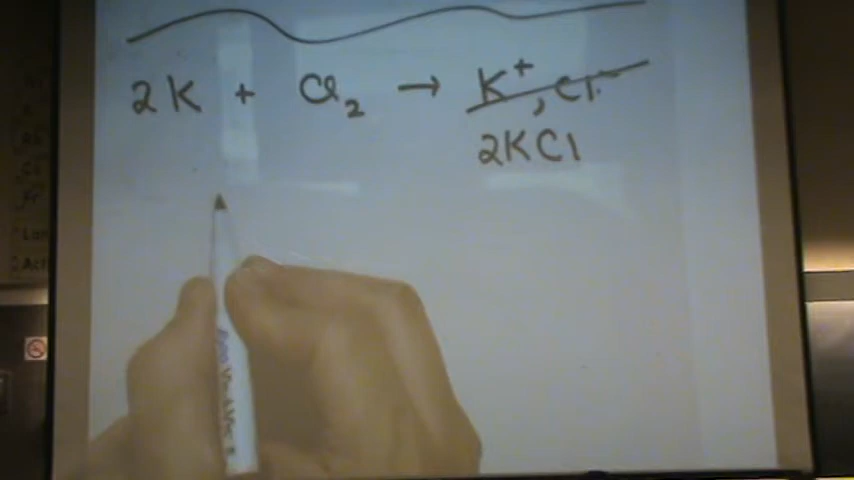 2K + Cl₂ → K⁺, Cl⁻
2KCl